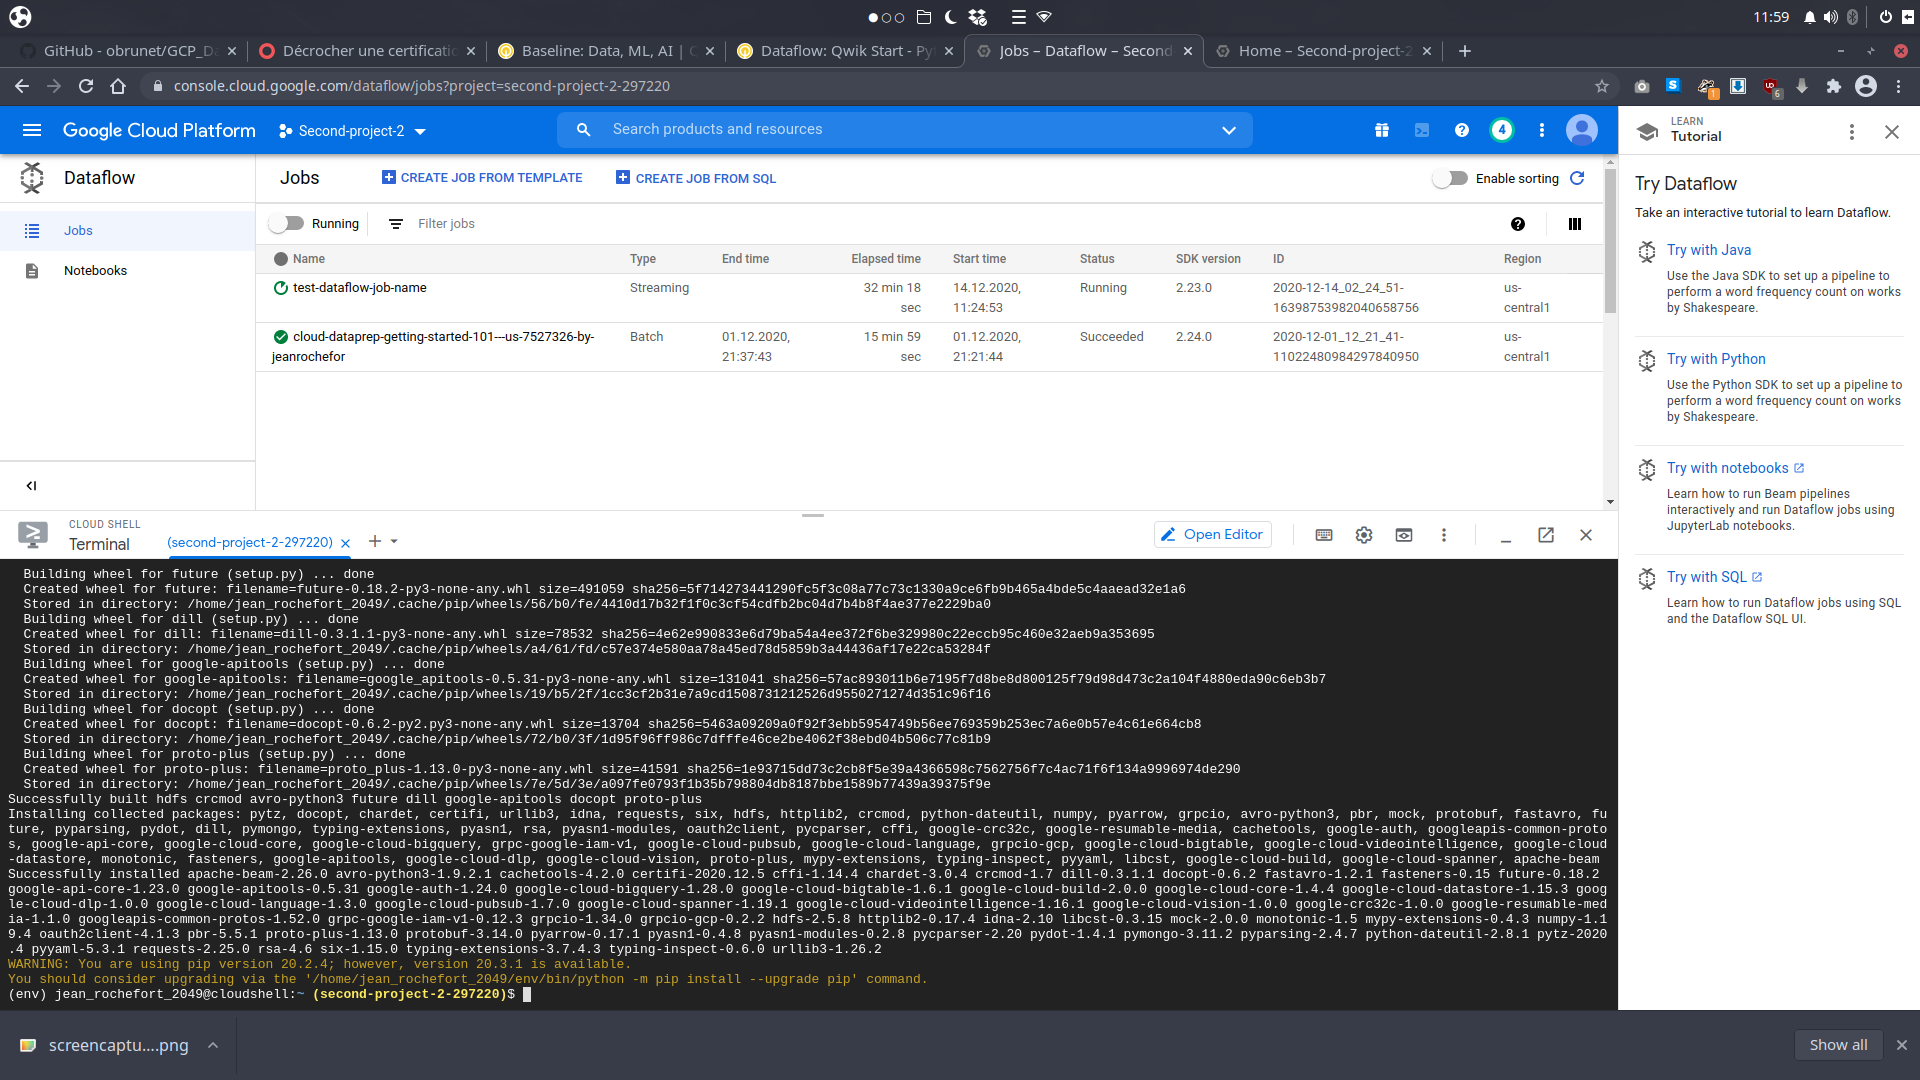 11:59
GitHub - obrunet/GCP_Da
Décrocher une certificatio
Baseline: Data, ML, AI | Q
Dataflow: Qwik Start - Pyt
Jobs – Dataflow – Second
Home – Second-project-2
console.cloud.google.com/dataflow/jobs?project=second-project-2-297220
1
6
Google Cloud Platform
Second-project-2
Search products and resources
4
LEARN
Tutorial
Dataflow
Jobs
CREATE JOB FROM TEMPLATE
CREATE JOB FROM SQL
Enable sorting
Jobs
Notebooks
Running
Filter jobs
Name Type End time Elapsed time Start time Status SDK version ID Region
test-dataflow-job-name Streaming 32 min 18 sec 14.12.2020, 11:24:53 Running 2.23.0 2020-12-14_02_24_51-16398753982040658756 us-central1
cloud-dataprep-getting-started-101---us-7527326-by-jeanrochefor Batch 01.12.2020, 21:37:43 15 min 59 sec 01.12.2020, 21:21:44 Succeeded 2.24.0 2020-12-01_12_21_41-11022480984297840950 us-central1
Try Dataflow
Take an interactive tutorial to learn Dataflow.
Try with Java
Use the Java SDK to set up a pipeline to
perform a word frequency count on works
by Shakespeare.
Try with Python
Use the Python SDK to set up a pipeline to
perform a word frequency count on works
by Shakespeare.
Try with notebooks
Learn how to run Beam pipelines
interactively and run Dataflow jobs using
JupyterLab notebooks.
Try with SQL
Learn how to run Dataflow jobs using SQL
and the Dataflow SQL UI.
CLOUD SHELL
Terminal
(second-project-2-297220)
Open Editor
Building wheel for future (setup.py) ... done
Created wheel for future: filename=future-0.18.2-py3-none-any.whl size=491059 sha256=5f714273441290fc5f3c08a77c73c1330a9ce6fb9b465a4bde5c4aaead32e1a6
Stored in directory: /home/jean_rochefort_2049/.cache/pip/wheels/56/b0/fe/4410d17b32f1f0c3cf54cdfb2bc04d7b4b8f4ae377e2229ba0
Building wheel for dill (setup.py) ... done
Created wheel for dill: filename=dill-0.3.1.1-py3-none-any.whl size=78532 sha256=4e62e990833e6d79ba54a4ee372f6be329980c22eccb95c460e32aeb9a353695
Stored in directory: /home/jean_rochefort_2049/.cache/pip/wheels/a4/61/fd/c57e374e580aa78a45ed78d5859b3a44436af17e22ca53284f
Building wheel for google-apitools (setup.py) ... done
Created wheel for google-apitools: filename=google_apitools-0.5.31-py3-none-any.whl size=131041 sha256=57ac893011b6e7195f7d8be8d800125f79d98d473c2a104f4880eda90c6eb3b7
Stored in directory: /home/jean_rochefort_2049/.cache/pip/wheels/19/b5/2f/1cc3cf2b31e7a9cd1508731212526d9550271274d351c96f16
Building wheel for docopt (setup.py) ... done
Created wheel for docopt: filename=docopt-0.6.2-py2.py3-none-any.whl size=13704 sha256=5463a09209a0f92f3ebb5954749b56ee769359b253ec7a6e0b57e4c61e664cb8
Stored in directory: /home/jean_rochefort_2049/.cache/pip/wheels/72/b0/3f/1d95f96ff986c7dfffe46ce2be4062f38ebd04b506c77c81b9
Building wheel for proto-plus (setup.py) ... done
Created wheel for proto-plus: filename=proto_plus-1.13.0-py3-none-any.whl size=41591 sha256=1e93715dd73c2cb8f5e39a4366598c7562756f7c4ac71f6f134a9996974de290
Stored in directory: /home/jean_rochefort_2049/.cache/pip/wheels/7e/5d/3e/a097fe0793f1b35b798804db8187bbe1589b77439a39375f9e
Successfully built hdfs crcmod avro-python3 future dill google-apitools docopt proto-plus
Installing collected packages: pytz, docopt, chardet, certifi, urllib3, idna, requests, six, hdfs, httplib2, crcmod, python-dateutil, numpy, pyarrow, grpcio, avro-python3, pbr, mock, protobuf, fastavro, fu
ture, pyparsing, pydot, dill, pymongo, typing-extensions, pyasn1, rsa, pyasn1-modules, oauth2client, pycparser, cffi, google-crc32c, google-resumable-media, cachetools, google-auth, googleapis-common-proto
s, google-api-core, google-cloud-core, google-cloud-bigquery, grpc-google-iam-v1, google-cloud-pubsub, google-cloud-language, grpcio-gcp, google-cloud-bigtable, google-cloud-videointelligence, google-cloud
-datastore, monotonic, fasteners, google-apitools, google-cloud-dlp, google-cloud-vision, proto-plus, mypy-extensions, typing-inspect, pyyaml, libcst, google-cloud-build, google-cloud-spanner, apache-beam
Successfully installed apache-beam-2.26.0 avro-python3-1.9.2.1 cachetools-4.2.0 certifi-2020.12.5 cffi-1.14.4 chardet-3.0.4 crcmod-1.7 dill-0.3.1.1 docopt-0.6.2 fastavro-1.2.1 fasteners-0.15 future-0.18.2
google-api-core-1.23.0 google-apitools-0.5.31 google-auth-1.24.0 google-cloud-bigquery-1.28.0 google-cloud-bigtable-1.6.1 google-cloud-build-2.0.0 google-cloud-core-1.4.4 google-cloud-datastore-1.15.3 goog
le-cloud-dlp-1.0.0 google-cloud-language-1.3.0 google-cloud-pubsub-1.7.0 google-cloud-spanner-1.19.1 google-cloud-videointelligence-1.16.1 google-cloud-vision-1.0.0 google-crc32c-1.0.0 google-resumable-med
ia-1.1.0 googleapis-common-protos-1.52.0 grpc-google-iam-v1-0.12.3 grpcio-1.34.0 grpcio-gcp-0.2.2 hdfs-2.5.8 httplib2-0.17.4 idna-2.10 libcst-0.3.15 mock-2.0.0 monotonic-1.5 mypy-extensions-0.4.3 numpy-1.1
9.4 oauth2client-4.1.3 pbr-5.5.1 proto-plus-1.13.0 protobuf-3.14.0 pyarrow-0.17.1 pyasn1-0.4.8 pyasn1-modules-0.2.8 pycparser-2.20 pydot-1.4.1 pymongo-3.11.2 pyparsing-2.4.7 python-dateutil-2.8.1 pytz-2020
.4 pyyaml-5.3.1 requests-2.25.0 rsa-4.6 six-1.15.0 typing-extensions-3.7.4.3 typing-inspect-0.6.0 urllib3-1.26.2
WARNING: You are using pip version 20.2.4; however, version 20.3.1 is available.
You should consider upgrading via the '/home/jean_rochefort_2049/env/bin/python -m pip install --upgrade pip' command.
(env) jean_rochefort_2049@cloudshell:~ (second-project-2-297220)$
screencaptu....png
Show all